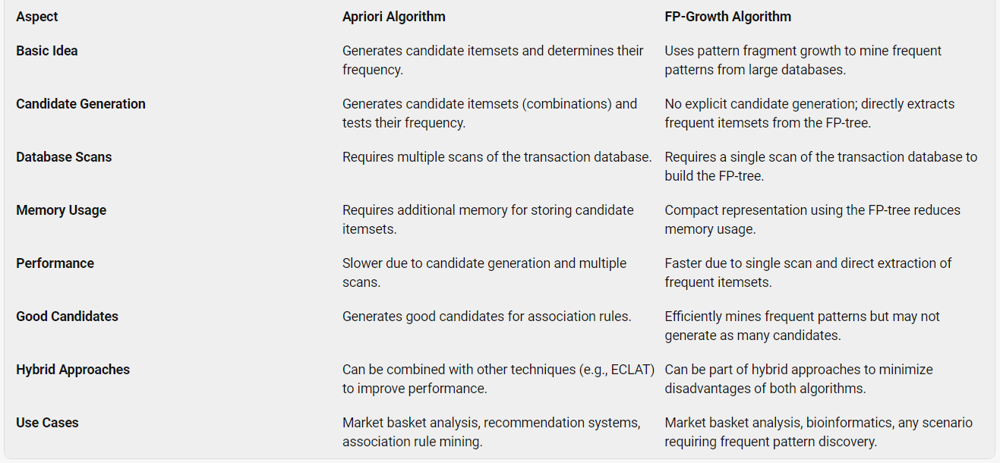 Aspect Apriori Algorithm FP-Growth Algorithm
Basic Idea Generates candidate itemsets and determines their Uses pattern fragment growth to mine frequent
frequency. patterns from large databases.
Candidate Generation Generates candidate itemsets (combinations) and No explicit candidate generation; directly extracts
tests their frequency. frequent itemsets from the FP-tree.
Database Scans Requires multiple scans of the transaction database. Requires a single scan of the transaction database to
build the FP-tree.
Memory Usage Requires additional memory for storing candidate Compact representation using the FP-tree reduces
itemsets. memory usage.
Performance Slower due to candidate generation and multiple Faster due to single scan and direct extraction of
scans. frequent itemsets.
Good Candidates Generates good candidates for association rules. Efficiently mines frequent patterns but may not
generate as many candidates.
Hybrid Approaches Can be combined with other techniques (e.g., ECLAT) Can be part of hybrid approaches to minimize
to improve performance. disadvantages of both algorithms.
Use Cases Market basket analysis, recommendation systems, Market basket analysis, bioinformatics, any scenario
association rule mining. requiring frequent pattern discovery.